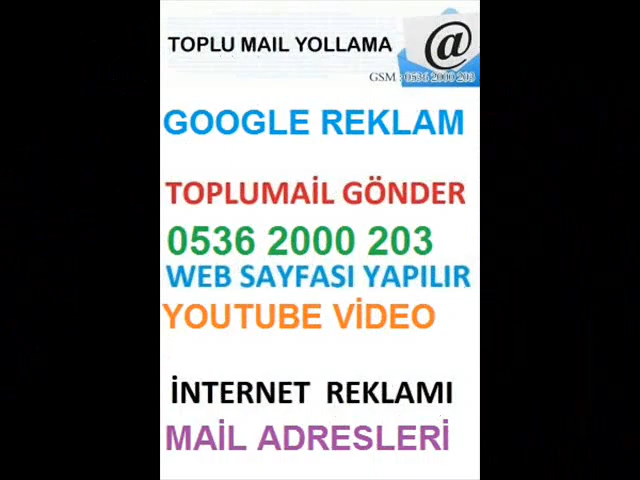 TOPLU MAIL YOLLAMA
@
GSM : 0536 2000 203
GOOGLE REKLAM
TOPLUMAİL GÖNDER
0536 2000 203
WEB SAYFASI YAPILIR
YOUTUBE VİDEO
İNTERNET REKLAMI
MAİL ADRESLERİ